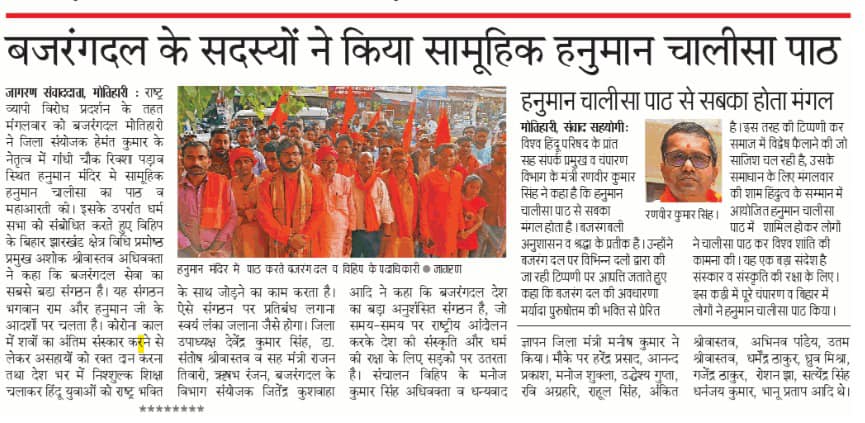 बजरंगदल के सदस्यों ने किया सामूहिक हनुमान चालीसा पाठ
जागरण संवाददाता, मोतिहारी : राष्ट्र
व्यापी विरोध प्रदर्शन के तहत
मंगलवार को बजरंगदल मोतिहारी
ने जिला संयोजक हेमंत कुमार के
नेतृत्व में गांधी चौक रिक्शा पड़ाव
स्थित हनुमान मंदिर मे सामूहिक
हनुमान चालीसा का पाठ व
महाआरती की। इसके उपरांत धर्म
सभा को संबोधित करते हुए विहिप
के बिहार झारखंड क्षेत्र विधि प्रमोष्ठ
प्रमुख अशोक श्रीवास्तव अधिवक्ता
ने कहा कि बजरंगदल सेवा का
सबसे बडा संगठन है। यह संगठन
भगवान राम और हनुमान जी के
आदर्शों पर चलता है। कोरोना काल
में शवों का अंतिम संस्कार करने से
लेकर असहायों को रक्त दान करना
तथा देश भर में निशुल्क शिक्षा
चलाकर हिंदू युवाओं को राष्ट्र भक्ति
हनुमान मंदिर मे पाठ करते बजरंग दल व विहिप के पदाधिकारी ● जागरण
के साथ जोड़ने का काम करता है।
ऐसे संगठन पर प्रतिबंध लगाना
स्वयं लंका जलाना जैसे होगा। जिला
उपाध्यक्ष देवेंद्र कुमार सिंह, डा.
संतोष श्रीवास्तव व सह मंत्री राजन
तिवारी, ऋषभ रंजन, बजरंगदल के
विभाग संयोजक जितेंद्र कुशवाहा
आदि ने कहा कि बजरंगदल देश
का बड़ा अनुशंसित संगठन है, जो
समय-समय पर राष्ट्रीय आंदोलन
करके देश की संस्कृति और धर्म
की रक्षा के लिए सड़को पर उतरता
है। संचालन विहिप के मनोज
कुमार सिंह अधिवक्ता व धन्यवाद
हनुमान चालीसा पाठ से सबका होता मंगल
मोतिहारी, संवाद सहयोगी:
विश्व हिंदू परिषद के प्रांत
सह संपर्क प्रमुख व चंपारण
विभाग के मंत्री रणवीर कुमार
सिंह ने कहा है कि हनुमान
चालीसा पाठ से सबका
मंगल होता है। बजरंगबली
अनुशासन व श्रद्धा के प्रतीक है। उन्होंने
बजरंग दल पर विभिन्न दलों द्वारा की
जा रही टिप्पणी पर आपत्ति जताते हुए
कहा कि बजरंग दल की अवधारणा
मर्यादा पुरुषोतम की भक्ति से प्रेरित
रणवीर कुमार सिंह।
है। इस तरह की टिप्पणी कर
समाज में विद्वेष फैलाने की जो
साजिश चल रही है, उसके
समाधान के लिए मंगलवार
की शाम हिंदुत्व के सम्मान में
आयोजित हनुमान चालीसा
पाठ में शामिल होकर लोगों
ने चालीसा पाठ कर विश्व शांति की
कामना की। यह एक बड़ा संदेश है
संस्कार व संस्कृति की रक्षा के लिए।
इस कड़ी में पूरे चंपारण व बिहार में
लोगों ने हनुमान चालीसा पाठ किया।
ज्ञापन जिला मंत्री मनीष कुमार ने
किया। मौके पर हरेंद्र प्रसाद, आनन्द
प्रकाश, मनोज शुक्ला, उद्धेश्य गुप्ता,
रवि अग्रहरि, राहूल सिंह, अंकित
श्रीवास्तव, अभिनव पांडेय, उतम
श्रीवास्तव, धर्मेंद्र ठाकुर, ध्रुव मिश्रा,
गजेंद्र ठाकुर, रोशन झा, सत्येंद्र सिंह
धनंजय कुमार, भानू प्रताप आदि थे।
********